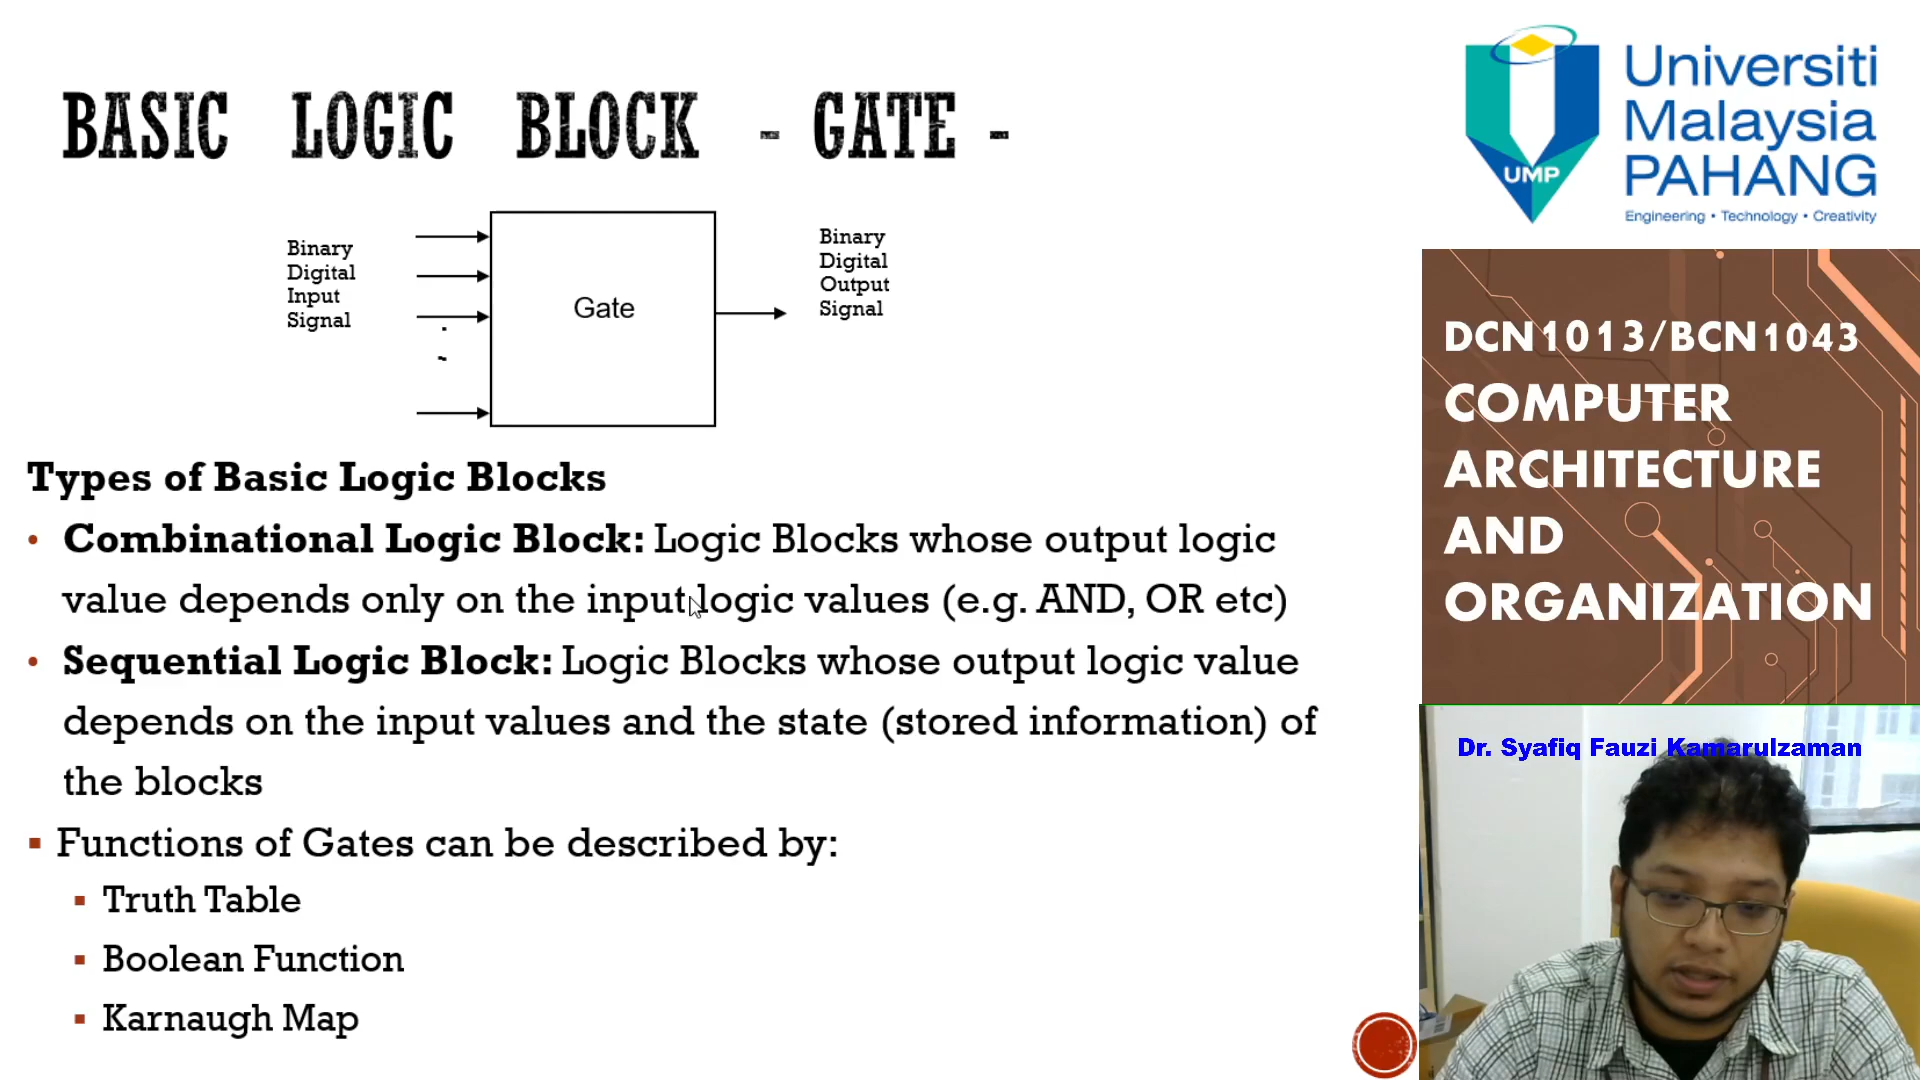 BASIC LOGIC BLOCK - GATE -
Binary
Digital
Input
Signal
Gate
Binary
Digital
Output
Signal
Types of Basic Logic Blocks
• Combinational Logic Block: Logic Blocks whose output logic
value depends only on the input logic values (e.g. AND, OR etc)
• Sequential Logic Block: Logic Blocks whose output logic value
depends on the input values and the state (stored information) of
the blocks
▪ Functions of Gates can be described by:
▪ Truth Table
▪ Boolean Function
▪ Karnaugh Map
UMP
Universiti
Malaysia
PAHANG
Engineering • Technology • Creativity
DCN1013/BCN1043
COMPUTER
ARCHITECTURE
AND
ORGANIZATION
Dr. Syafiq Fauzi Kamarulzaman